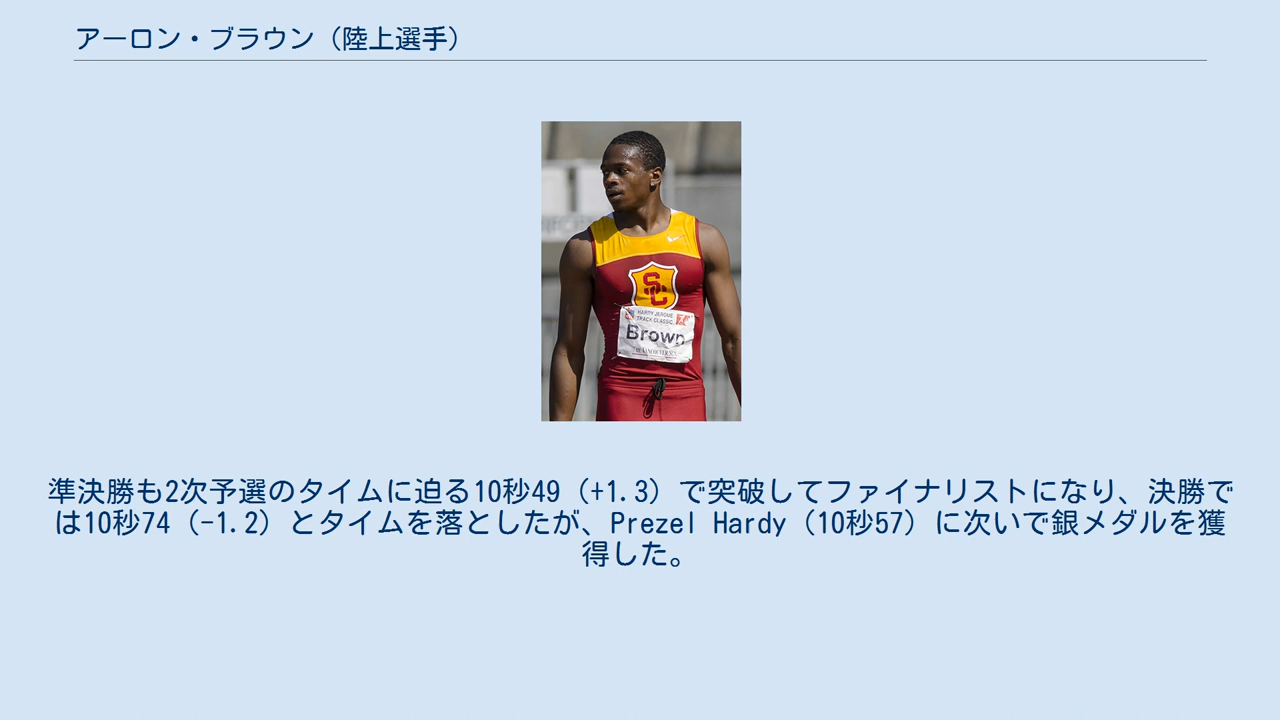 アーロン・ブラウン（陸上選手）
SC
HARRY JEROME
TRACK CLASSIC
Brown
準決勝も2次予選のタイムに迫る10秒49（+1.3）で突破してファイナリストになり、決勝で
は10秒74（-1.2）とタイムを落としたが、Prezel Hardy（10秒57）に次いで銀メダルを獲
得した。